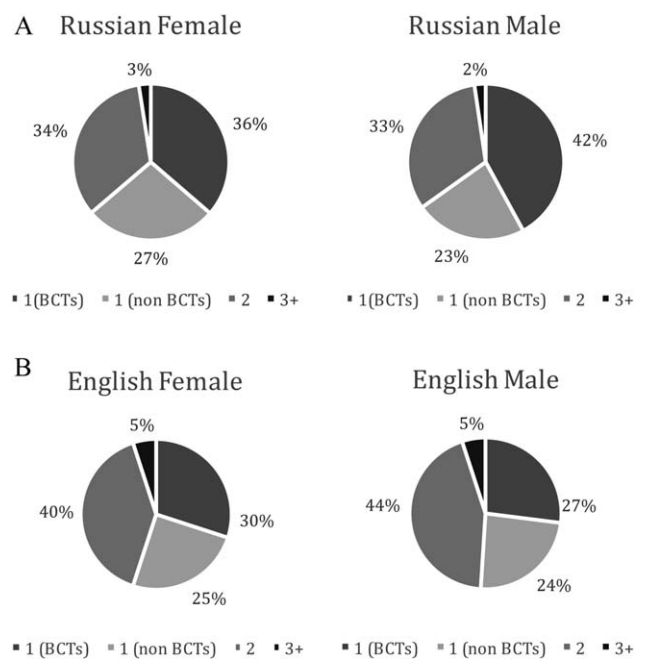 A
Russian Female
Russian Male
3%
36%
34%
27%
2%
42%
33%
23%
1(BCTs) 1 (non BCTs) 2 3+
1(BCTs) 1 (non BCTs) 2 3+
B
English Female
English Male
5%
40%
30%
25%
5%
44%
27%
24%
1 (BCTs) 1 (non BCTs) 2 3+
1 (BCTs) 1 (non BCTs) 2 3+